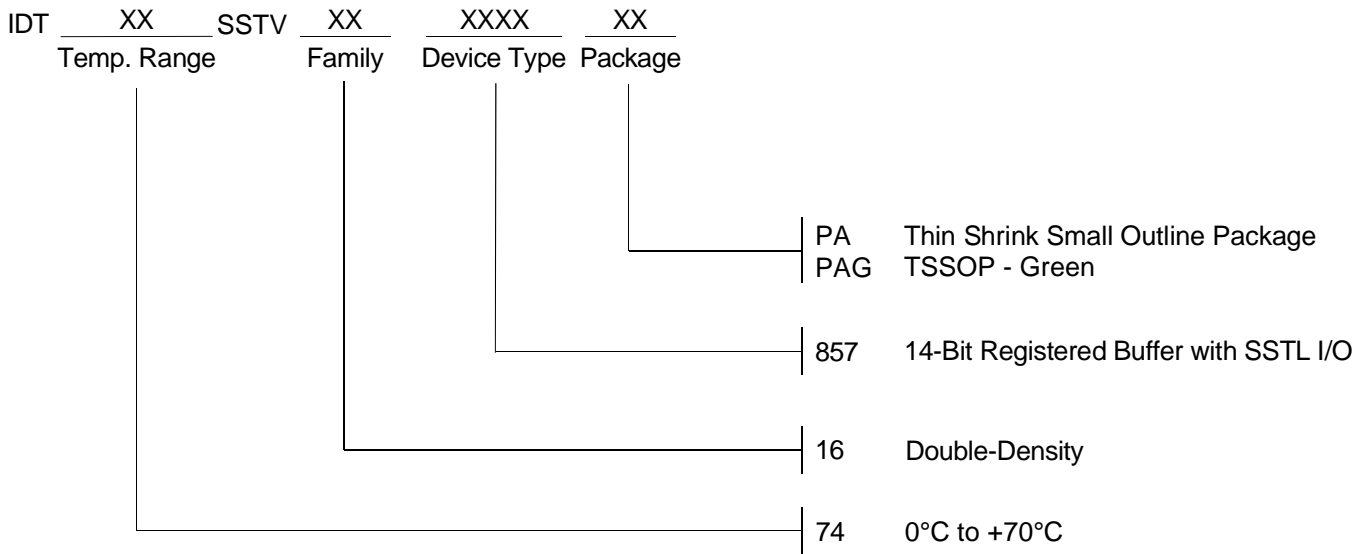 IDT XX SSTV XX XXXX XX
Temp. Range Family Device Type Package
PA Thin Shrink Small Outline Package
PAG TSSOP - Green
857 14-Bit Registered Buffer with SSTL I/O
16 Double-Density
74 0°C to +70°C